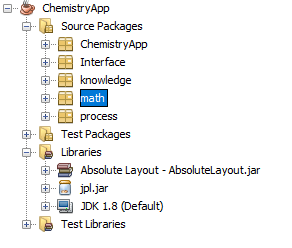 ChemistryApp
Source Packages
ChemistryApp
Interface
knowledge
math
process
Test Packages
Libraries
Absolute Layout - AbsoluteLayout.jar
jpl.jar
JDK 1.8 (Default)
Test Libraries